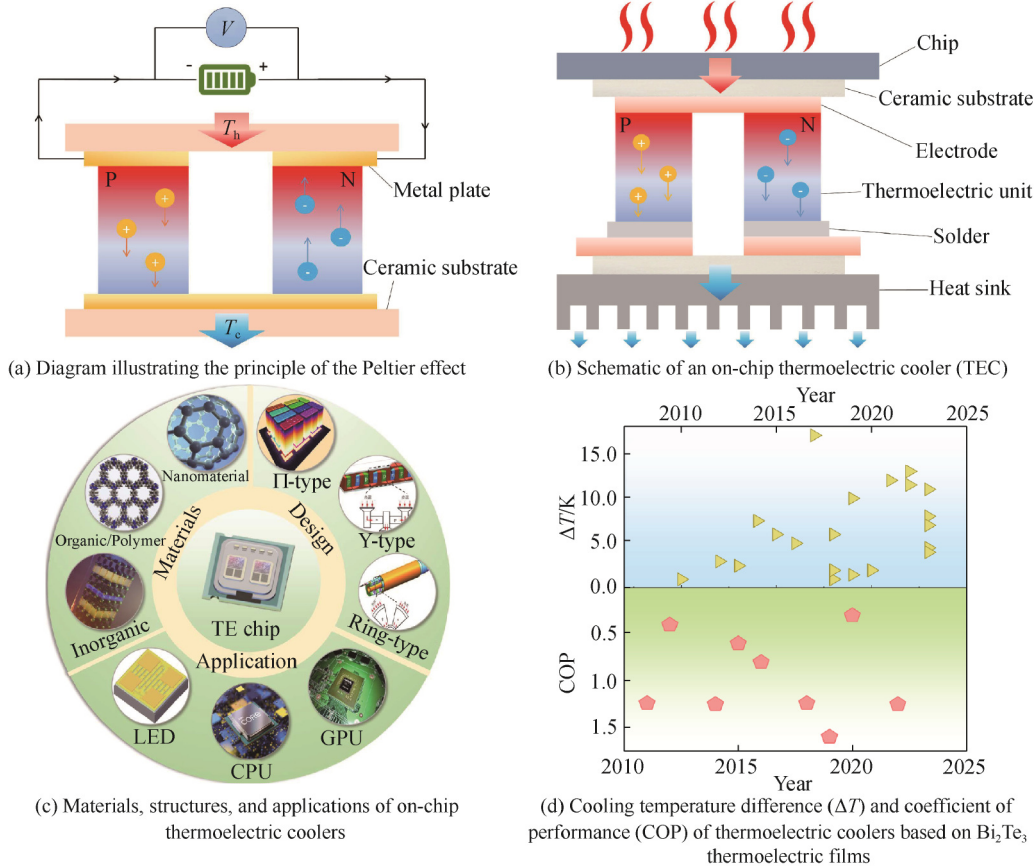 V
- +
Th
P N
Metal plate
Ceramic substrate
Tc
(a) Diagram illustrating the principle of the Peltier effect
Chip
Ceramic substrate
P N
Electrode
Thermoelectric unit
Solder
Heat sink
(b) Schematic of an on-chip thermoelectric cooler (TEC)
Nanomaterial
Π-type
Organic/Polymer
Y-type
Materials
Design
Inorganic
TE chip
Ring-type
Application
LED
GPU
CPU
(c) Materials, structures, and applications of on-chip
thermoelectric coolers
Year
2010 2015 2020 2025
15.0
10.0
5.0
0.0
ΔT/K
0.5
1.0
1.5
COP
2010 2015 2020 2025
Year
(d) Cooling temperature difference (ΔT) and coefficient of
performance (COP) of thermoelectric coolers based on Bi₂Te₃
thermoelectric films